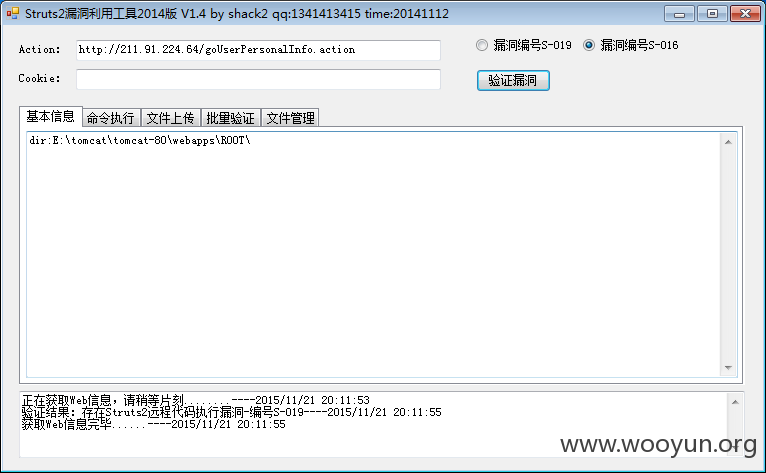 Struts2漏洞利用工具2014版 V1.4 by shack2 qq:1341413415 time:20141112
Action: http://211.91.224.64/goUserPersonalInfo.action 漏洞编号S-019 漏洞编号S-016
Cookie: 验证漏洞
基本信息 命令执行 文件上传 批量验证 文件管理
dir:E:\tomcat\tomcat-80\webapps\ROOT\
正在获取Web信息，请稍等片刻........----2015/11/21 20:11:53
验证结果：存在Struts2远程代码执行漏洞-编号S-019----2015/11/21 20:11:55
获取Web信息完毕......----2015/11/21 20:11:55
www.wooyun.org